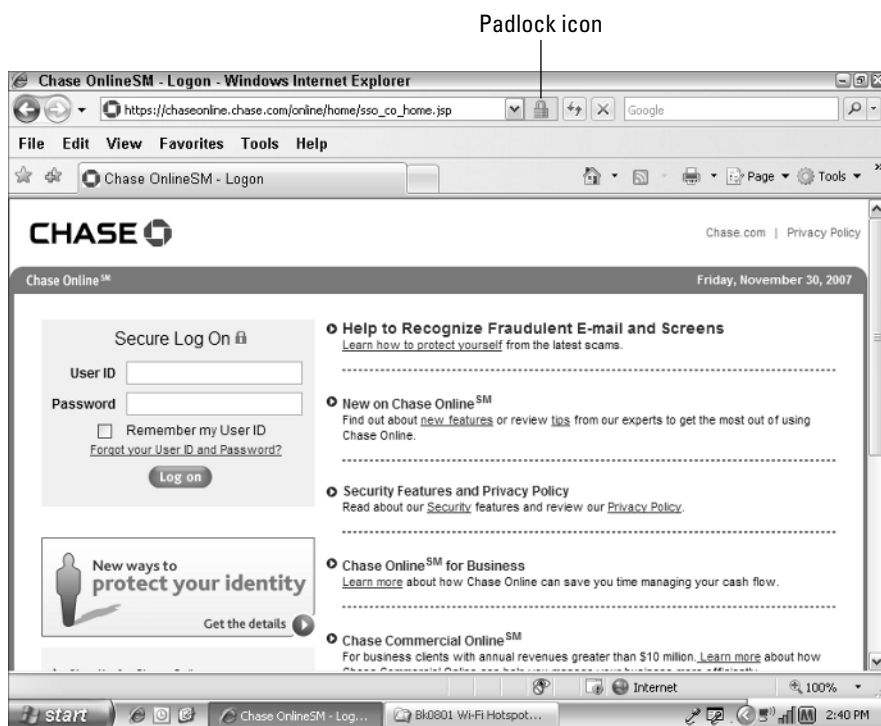 Padlock icon
Chase OnlineSM - Logon - Windows Internet Explorer
https://chaseonline.chase.com/online/home/sso_co_home.jsp
Google
File Edit View Favorites Tools Help
Chase OnlineSM - Logon
Page Tools
CHASE
Chase.com | Privacy Policy
Chase Online SM
Friday, November 30, 2007
Secure Log On
User ID
Password
Remember my User ID
Forgot your User ID and Password?
Log on
New ways to
protect your identity
Get the details
Help to Recognize Fraudulent E-mail and Screens
Learn how to protect yourself from the latest scams.
New on Chase Online SM
Find out about new features or review tips from our experts to get the most out of using
Chase Online.
Security Features and Privacy Policy
Read about our Security features and review our Privacy Policy.
Chase Online SM for Business
Learn more about how Chase Online can save you time managing your cash flow.
Chase Commercial Online SM
For business clients with annual revenues greater than $10 million. Learn more about how
Internet
100%
start
Chase OnlineSM - Log...
Bk0801 Wi-Fi Hotspot...
2:40 PM